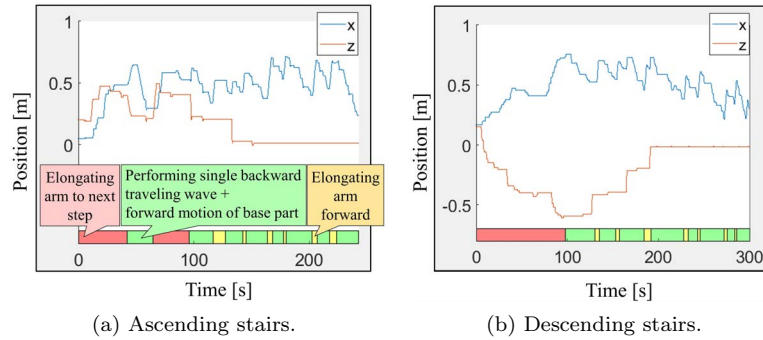 1
x
z
0.5
0
Position [m]
Elongating
arm to next
step
Performing single backward
traveling wave +
forward motion of base part
Elongating
arm
forward
0
100
200
Time [s]
(a) Ascending stairs.
1
x
z
0.5
0
-0.5
Position [m]
0
100
200
300
Time [s]
(b) Descending stairs.